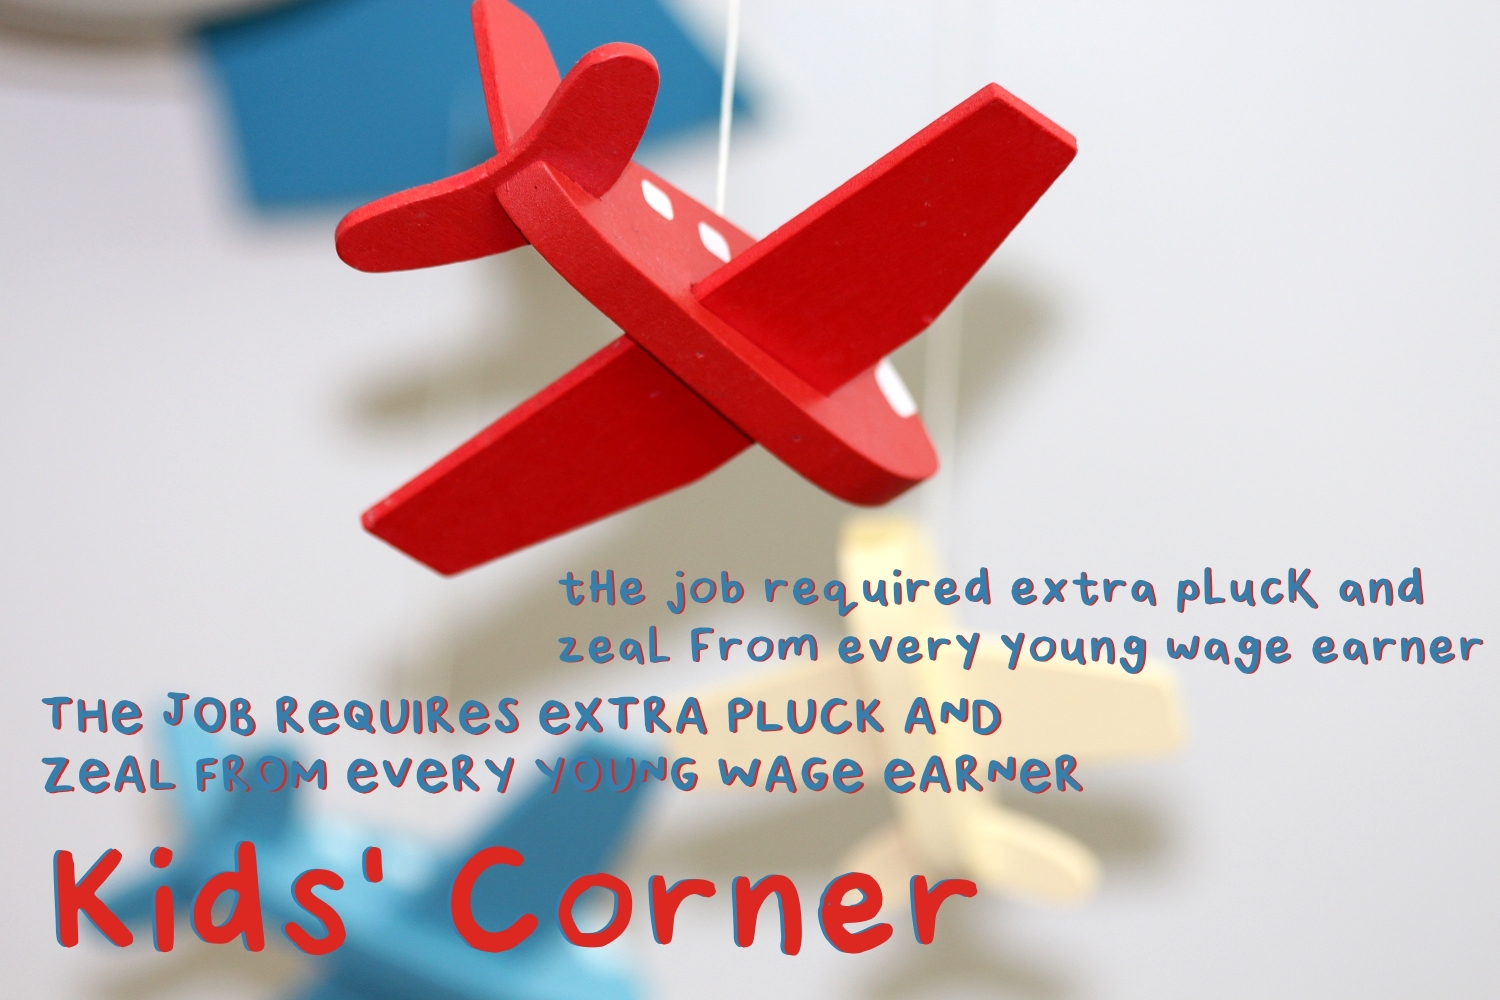 tHe job required extra pLucK and
zeaL From every young wage earner
THe JOB ReQUIReS eXTRA PLUCK AND
ZeAL FROM eVeRY YOUNG WAGe eARNeR
Kids' Corner